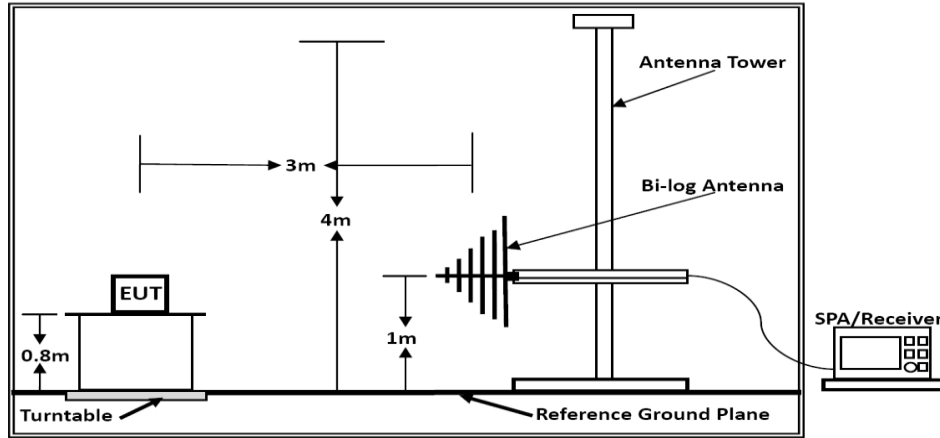 Antenna Tower
3m
Bi-log Antenna
4m
EUT
1m
SPA/Receiver
0.8m
Turntable
Reference Ground Plane